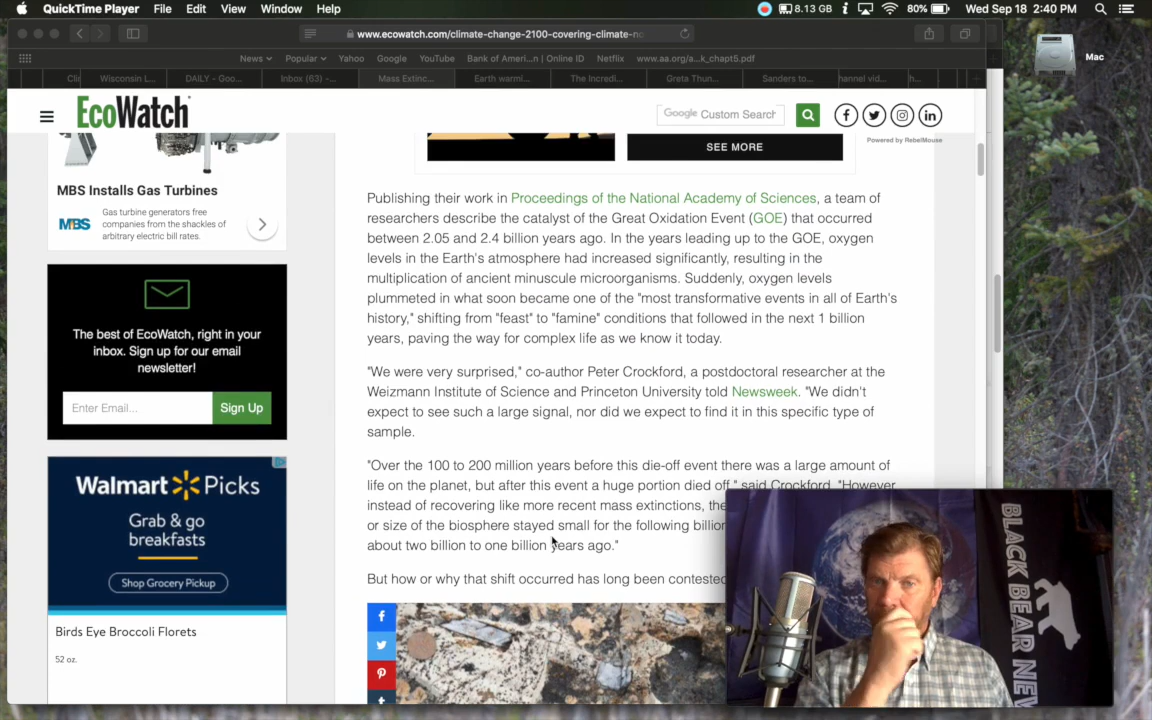 QuickTime Player File Edit View Window Help
8.13 GB 80% Wed Sep 18 2:40 PM
www.ecowatch.com/climate-change-2100-covering-climate-no
News Popular Yahoo Google YouTube Bank of Ameri...n | Online ID Netflix www.aa.org/a...k_chapt5.pdf
Cli Wisconsin L... DAILY - Goo... Inbox (63) -... Mass Extinc... Earth warmi... The Incredi... Greta Thun... Sanders to... hannel vid... h...
Mac
EcoWatch
Google Custom Search
Powered by RebelMouse
SEE MORE
MBS Installs Gas Turbines
MBS
Gas turbine generators free
companies from the shackles of
arbitrary electric bill rates.
The best of EcoWatch, right in your
inbox. Sign up for our email
newsletter!
Enter Email... Sign Up
Walmart Picks
Grab & go
breakfasts
Shop Grocery Pickup
Birds Eye Broccoli Florets
52 oz.
Publishing their work in Proceedings of the National Academy of Sciences, a team of
researchers describe the catalyst of the Great Oxidation Event (GOE) that occurred
between 2.05 and 2.4 billion years ago. In the years leading up to the GOE, oxygen
levels in the Earth's atmosphere had increased significantly, resulting in the
multiplication of ancient minuscule microorganisms. Suddenly, oxygen levels
plummeted in what soon became one of the "most transformative events in all of Earth's
history," shifting from "feast" to "famine" conditions that followed in the next 1 billion
years, paving the way for complex life as we know it today.
"We were very surprised," co-author Peter Crockford, a postdoctoral researcher at the
Weizmann Institute of Science and Princeton University told Newsweek. "We didn't
expect to see such a large signal, nor did we expect to find it in this specific type of
sample.
"Over the 100 to 200 million years before this die-off event there was a large amount of
life on the planet, but after this event a huge portion died off," said Crockford. "However
instead of recovering like more recent mass extinctions, the
or size of the biosphere stayed small for the following billion
about two billion to one billion years ago."
But how or why that shift occurred has long been contested
BLACK BEAR NEW